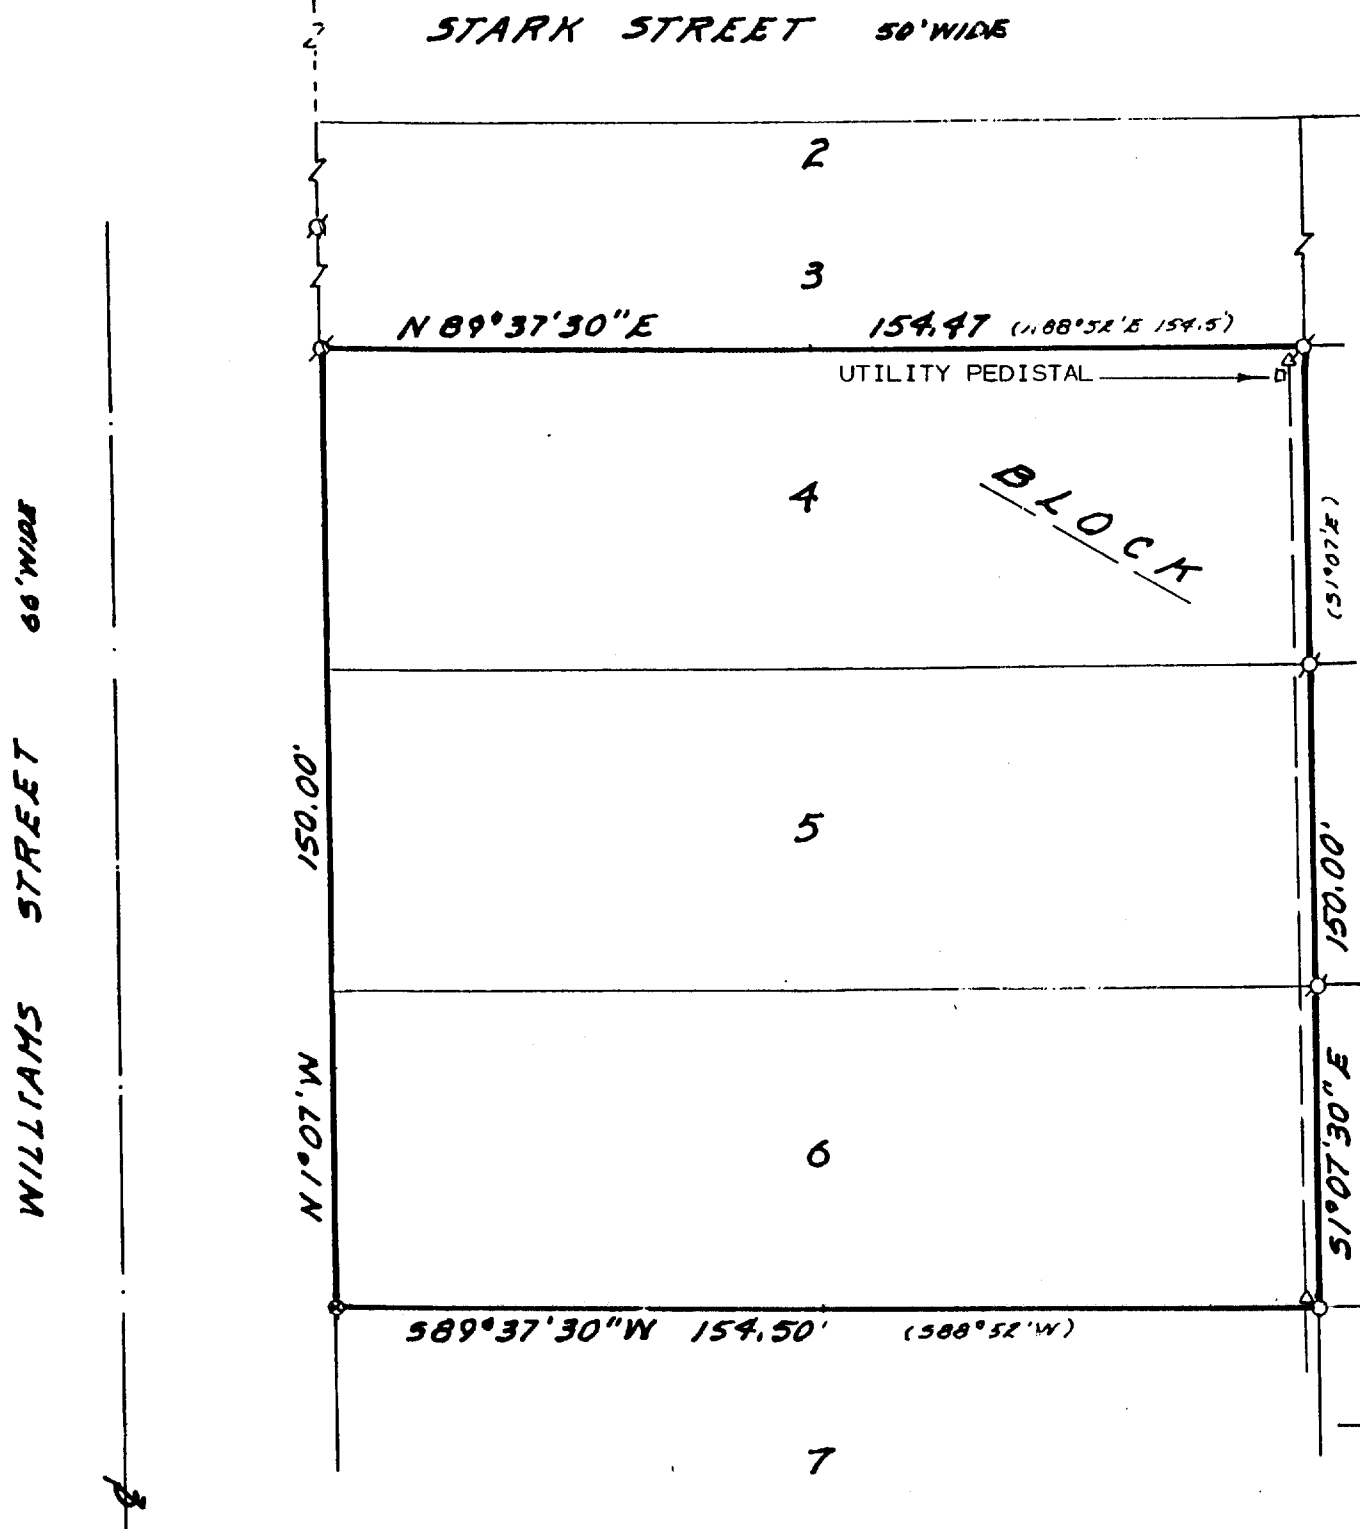 STARK STREET 50' WIDE
2
3
N 89°37'30"E 154.47 (N88°52'E 154.5')
UTILITY PEDISTAL
4
BLOCK
(S1°07'E)
66' WIDE
WILLIAMS STREET
150.00'
N 1°07'W
5
150.00'
S1°07'30"E
6
S89°37'30"W 154.50' (S88°52'W)
7